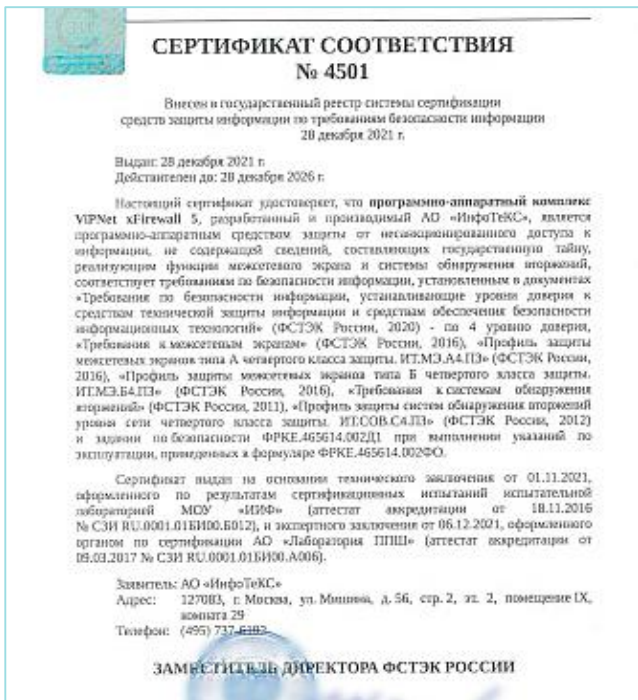 СЕРТИФИКАТ СООТВЕТСТВИЯ
№ 4501
Внесен в государственный реестр системы сертификации
средств защиты информации по требованиям безопасности информации
28 декабря 2021 г.
Выдан: 28 декабря 2021 г.
Действителен до: 28 декабря 2026 г.
Настоящий сертификат удостоверяет, что программно-аппаратный комплекс
ViPNet xFirewall 5, разработанный и производимый АО «ИнфоТеКС», является
программно-аппаратным средством защиты от несанкционированного доступа к
информации, не содержащей сведений, составляющих государственную тайну,
реализующим функции межсетевого экрана и системы обнаружения вторжений,
соответствует требованиям по безопасности информации, установленным в документах
«Требования по безопасности информации, устанавливающие уровни доверия к
средствам технической защиты информации и средствам обеспечения безопасности
информационных технологий» (ФСТЭК России, 2020) - по 4 уровню доверия,
«Требования к межсетевым экранам» (ФСТЭК России, 2016), «Профиль защиты
межсетевых экранов типа А четвертого класса защиты. ИТ.МЭ.А4.ПЗ» (ФСТЭК России,
2016), «Профиль защиты межсетевых экранов типа Б четвертого класса защиты.
ИТ.МЭ.Б4.ПЗ» (ФСТЭК России, 2016), «Требования к системам обнаружения
вторжений» (ФСТЭК России, 2011), «Профиль защиты систем обнаружения вторжений
уровня сети четвертого класса защиты. ИТ.СОВ.С4.ПЗ» (ФСТЭК России, 2012)
и задании по безопасности ФРКЕ.465614.002Д1 при выполнении указаний по
эксплуатации, приведенных в формуляре ФРКЕ.465614.002ФО.
Сертификат выдан на основании технического заключения от 01.11.2021,
оформленного по результатам сертификационных испытаний испытательной
лабораторией МОУ «ИИФ» (аттестат аккредитации от 18.11.2016
№ СЗИ RU.0001.01БИ00.Б012), и экспертного заключения от 06.12.2021, оформленного
органом по сертификации АО «Лаборатория ППШ» (аттестат аккредитации от
09.03.2017 № СЗИ RU.0001.01БИ00.А006).
Заявитель: АО «ИнфоТеКС»
Адрес: 127083, г. Москва, ул. Мишина, д. 56, стр. 2, эт. 2, помещение IX,
комната 29
Телефон: (495) 737-6192
ЗАМЕСТИТЕЛЬ ДИРЕКТОРА ФСТЭК РОССИИ